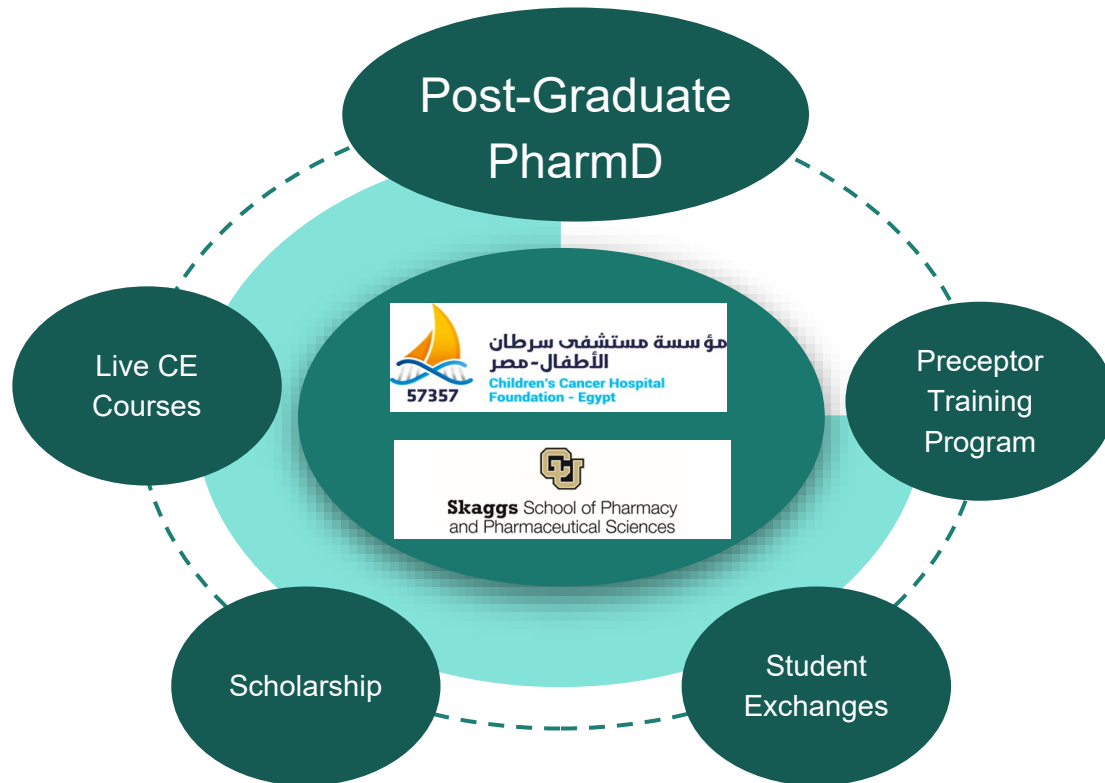 Post-Graduate
PharmD
مؤسسة مستشفى سرطان
الأطفال-مصر
57357
Children's Cancer Hospital
Foundation - Egypt
Live CE
Courses
Preceptor
Training
Program
CU
Skaggs School of Pharmacy
and Pharmaceutical Sciences
Scholarship
Student
Exchanges